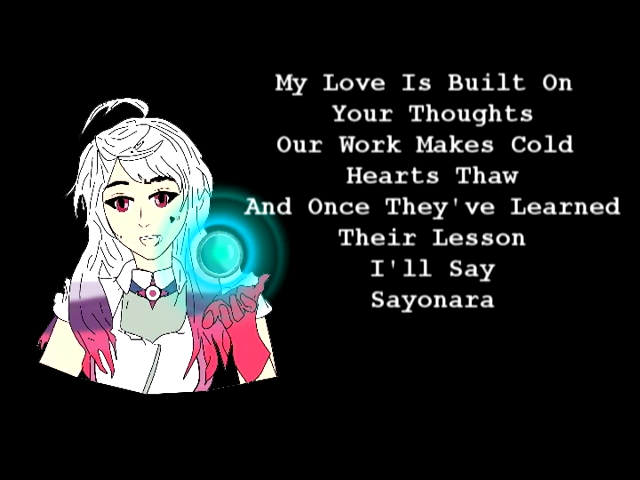 My Love Is Built On
Your Thoughts
Our Work Makes Cold
Hearts Thaw
And Once They've Learned
Their Lesson
I'll Say
Sayonara